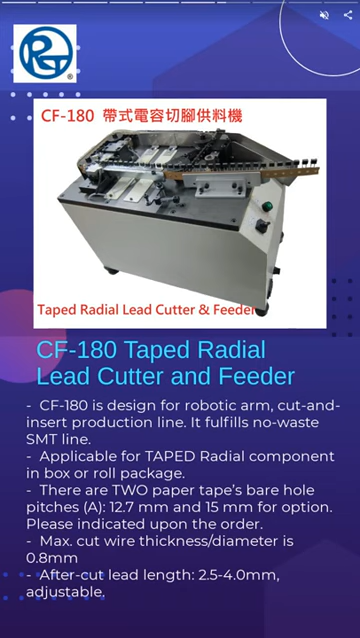 RT
®
CF-180 帶式電容切腳供料機
Taped Radial Lead Cutter & Feeder
CF-180 Taped Radial
Lead Cutter and Feeder
- CF-180 is design for robotic arm, cut-and-
insert production line. It fulfills no-waste
SMT line.
- Applicable for TAPED Radial component
in box or roll package.
- There are TWO paper tape's bare hole
pitches (A): 12.7 mm and 15 mm for option.
Please indicated upon the order.
- Max. cut wire thickness/diameter is
0.8mm
- After-cut lead length: 2.5-4.0mm,
adjustable.